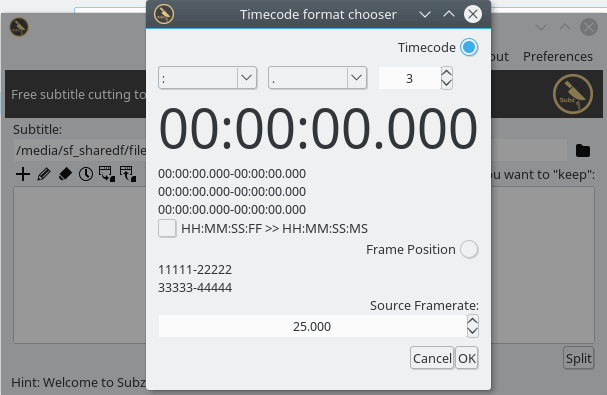 Timecode format chooser
out Preferences
Timecode
: . 3
Free subtitle cutting to
Subz
00:00:00.000
Subtitle:
/media/sf_sharedf/file
00:00:00.000-00:00:00.000
ou want to "keep":
00:00:00.000-00:00:00.000
00:00:00.000-00:00:00.000
HH:MM:SS:FF >> HH:MM:SS:MS
Frame Position
11111-22222
33333-44444
Source Framerate:
25.000
Cancel OK
Split
Hint: Welcome to Subz